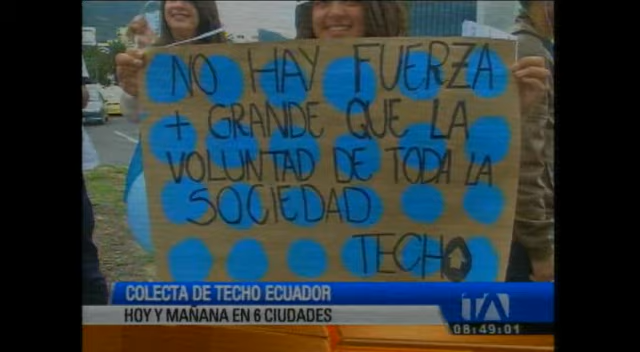 NO HAY FUERZA
+ GRANDE QUE LA
VOLUNTAD DE TODA LA
SOCIEDAD
TECHO
COLECTA DE TECHO ECUADOR
HOY Y MAÑANA EN 6 CIUDADES
TA
08:49:01